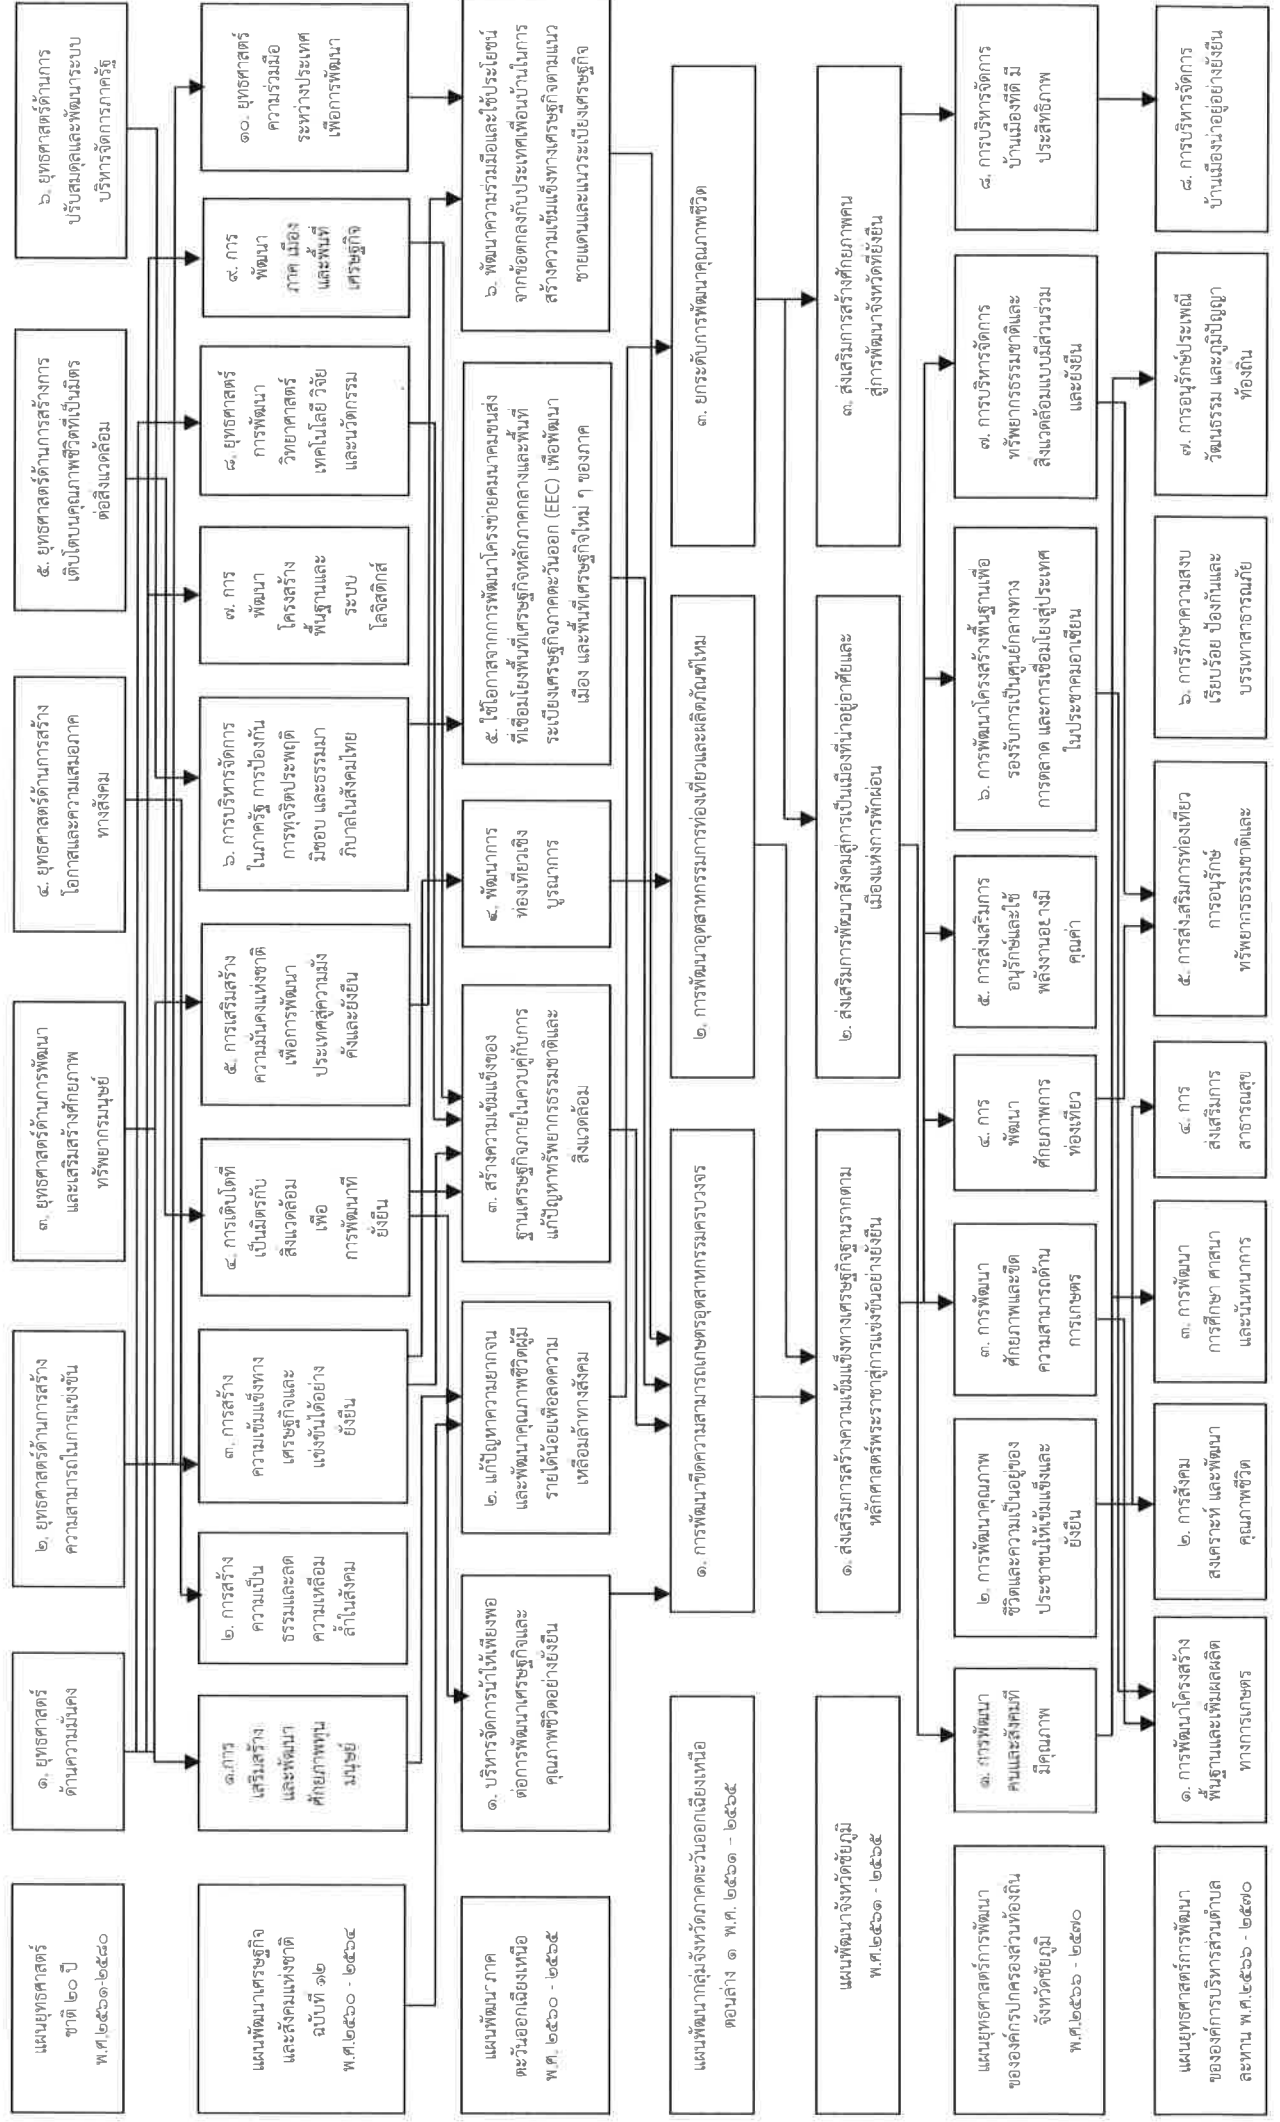 แผนยุทธศาสตร์
ชาติ ๒๐ ปี
พ.ศ.๒๕๖๑-๒๕๘๐
๑. ยุทธศาสตร์
ด้านความมั่นคง
๒. ยุทธศาสตร์ด้านการสร้าง
ความสามารถในการแข่งขัน
๓. ยุทธศาสตร์ด้านการพัฒนา
และเสริมสร้างศักยภาพ
ทรัพยากรมนุษย์
๔. ยุทธศาสตร์ด้านการสร้าง
โอกาสและความเสมอภาค
ทางสังคม
๕. ยุทธศาสตร์ด้านการสร้างการ
เติบโตบนคุณภาพชีวิตที่เป็นมิตร
ต่อสิ่งแวดล้อม
๖. ยุทธศาสตร์ด้านการ
ปรับสมดุลและพัฒนาระบบ
บริหารจัดการภาครัฐ
แผนพัฒนาเศรษฐกิจ
และสังคมแห่งชาติ
ฉบับที่ ๑๒
พ.ศ.๒๕๖๐ - ๒๕๖๔
๑.การ
เสริมสร้าง
และพัฒนา
ศักยภาพทุน
มนุษย์
๒. การสร้าง
ความเป็น
ธรรมและลด
ความเหลื่อม
ล้ำในสังคม
๓. การสร้าง
ความเข้มแข็งทาง
เศรษฐกิจและ
แข่งขันได้อย่าง
ยั่งยืน
๔. การเติบโตที่
เป็นมิตรกับ
สิ่งแวดล้อม
เพื่อ
การพัฒนาที่
ยั่งยืน
๕. การเสริมสร้าง
ความมั่นคงแห่งชาติ
เพื่อการพัฒนา
ประเทศสู่ความมั่ง
คั่งและยั่งยืน
๖. การบริหารจัดการ
ในภาครัฐ การป้องกัน
การทุจริตประพฤติ
มิชอบ และธรรมมา
ภิบาลในสังคมไทย
๗. การ
พัฒนา
โครงสร้าง
พื้นฐานและ
ระบบ
โลจิสติกส์
๘. ยุทธศาสตร์
การพัฒนา
วิทยาศาสตร์
เทคโนโลยี วิจัย
และนวัตกรรม
๙. การ
พัฒนา
ภาค เมือง
และพื้นที่
เศรษฐกิจ
๑๐. ยุทธศาสตร์
ความร่วมมือ
ระหว่างประเทศ
เพื่อการพัฒนา
แผนพัฒนา ภาค
ตะวันออกเฉียงเหนือ
พ.ศ. ๒๕๖๐ - ๒๕๖๕
๑. บริหารจัดการน้ำให้เพียงพอ
ต่อการพัฒนาเศรษฐกิจและ
คุณภาพชีวิตอย่างยั่งยืน
๒. แก้ปัญหาความยากจน
และพัฒนาคุณภาพชีวิตผู้มี
รายได้น้อยเพื่อลดความ
เหลื่อมล้ำทางสังคม
๓. สร้างความเข้มแข็งของ
ฐานเศรษฐกิจภายในควบคู่กับการ
แก้ปัญหาทรัพยากรธรรมชาติและ
สิ่งแวดล้อม
๔. พัฒนาการ
ท่องเที่ยวเชิง
บูรณาการ
๕. ใช้โอกาสจากการพัฒนาโครงข่ายคมนาคมขนส่ง
ที่เชื่อมโยงพื้นที่เศรษฐกิจหลักภาคกลางและพื้นที่
ระเบียงเศรษฐกิจภาคตะวันออก (EEC) เพื่อพัฒนา
เมือง และพื้นที่เศรษฐกิจใหม่ ๆ ของภาค
๖. พัฒนาความร่วมมือและใช้ประโยชน์
จากข้อตกลงกับประเทศเพื่อนบ้านในการ
สร้างความเข้มแข็งทางเศรษฐกิจตามแนว
ชายแดนและแนวระเบียงเศรษฐกิจ
แผนพัฒนากลุ่มจังหวัดภาคตะวันออกเฉียงเหนือ
ตอนล่าง ๑ พ.ศ. ๒๕๖๑ - ๒๕๖๕
๑. การพัฒนาขีดความสามารถเกษตรอุตสาหกรรมครบวงจร
๒. การพัฒนาอุตสาหกรรมการท่องเที่ยวและผลิตภัณฑ์ไหม
๓. ยกระดับการพัฒนาคุณภาพชีวิต
แผนพัฒนาจังหวัดชัยภูมิ
พ.ศ.๒๕๖๑ - ๒๕๖๕
๑. ส่งเสริมการสร้างความเข้มแข็งทางเศรษฐกิจฐานรากตาม
หลักศาสตร์พระราชาสู่การแข่งขันอย่างยั่งยืน
๒. ส่งเสริมการพัฒนาสังคมสู่การเป็นเมืองที่น่าอยู่อาศัยและ
เมืองแห่งการพักผ่อน
๓. ส่งเสริมการสร้างศักยภาพคน
สู่การพัฒนาจังหวัดที่ยั่งยืน
แผนยุทธศาสตร์การพัฒนา
ขององค์กรปกครองส่วนท้องถิ่น
จังหวัดชัยภูมิ
พ.ศ.๒๕๖๖ - ๒๕๗๐
๑. การพัฒนา
คนและสังคมที่
มีคุณภาพ
๒. การพัฒนาคุณภาพ
ชีวิตและความเป็นอยู่ของ
ประชาชนให้เข้มแข็งและ
ยั่งยืน
๓. การพัฒนา
ศักยภาพและขีด
ความสามารถด้าน
การเกษตร
๔. การ
พัฒนา
ศักยภาพการ
ท่องเที่ยว
๕. การส่งเสริมการ
อนุรักษ์และใช้
พลังงานอย่างมี
คุณค่า
๖. การพัฒนาโครงสร้างพื้นฐานเพื่อ
รองรับการเป็นศูนย์กลางทาง
การตลาด และการเชื่อมโยงสู่ประเทศ
ในประชาคมอาเซียน
๗. การบริหารจัดการ
ทรัพยากรธรรมชาติและ
สิ่งแวดล้อมแบบมีส่วนร่วม
และยั่งยืน
๘. การบริหารจัดการ
บ้านเมืองที่ดี มี
ประสิทธิภาพ
แผนยุทธศาสตร์การพัฒนา
ขององค์การบริหารส่วนตำบล
ละหาน พ.ศ.๒๕๖๖ - ๒๕๗๐
๑. การพัฒนาโครงสร้าง
พื้นฐานและเพิ่มผลผลิต
ทางการเกษตร
๒. การสังคม
สงเคราะห์ และพัฒนา
คุณภาพชีวิต
๓. การพัฒนา
การศึกษา ศาสนา
และนันทนาการ
๔. การ
ส่งเสริมการ
สาธารณสุข
๕. การส่งเสริมการท่องเที่ยว
การอนุรักษ์
ทรัพยากรธรรมชาติและ
๖. การรักษาความสงบ
เรียบร้อย ป้องกันและ
บรรเทาสาธารณภัย
๗. การอนุรักษ์ประเพณี
วัฒนธรรม และภูมิปัญญา
ท้องถิ่น
๘. การบริหารจัดการ
บ้านเมืองน่าอยู่อย่างยั่งยืน